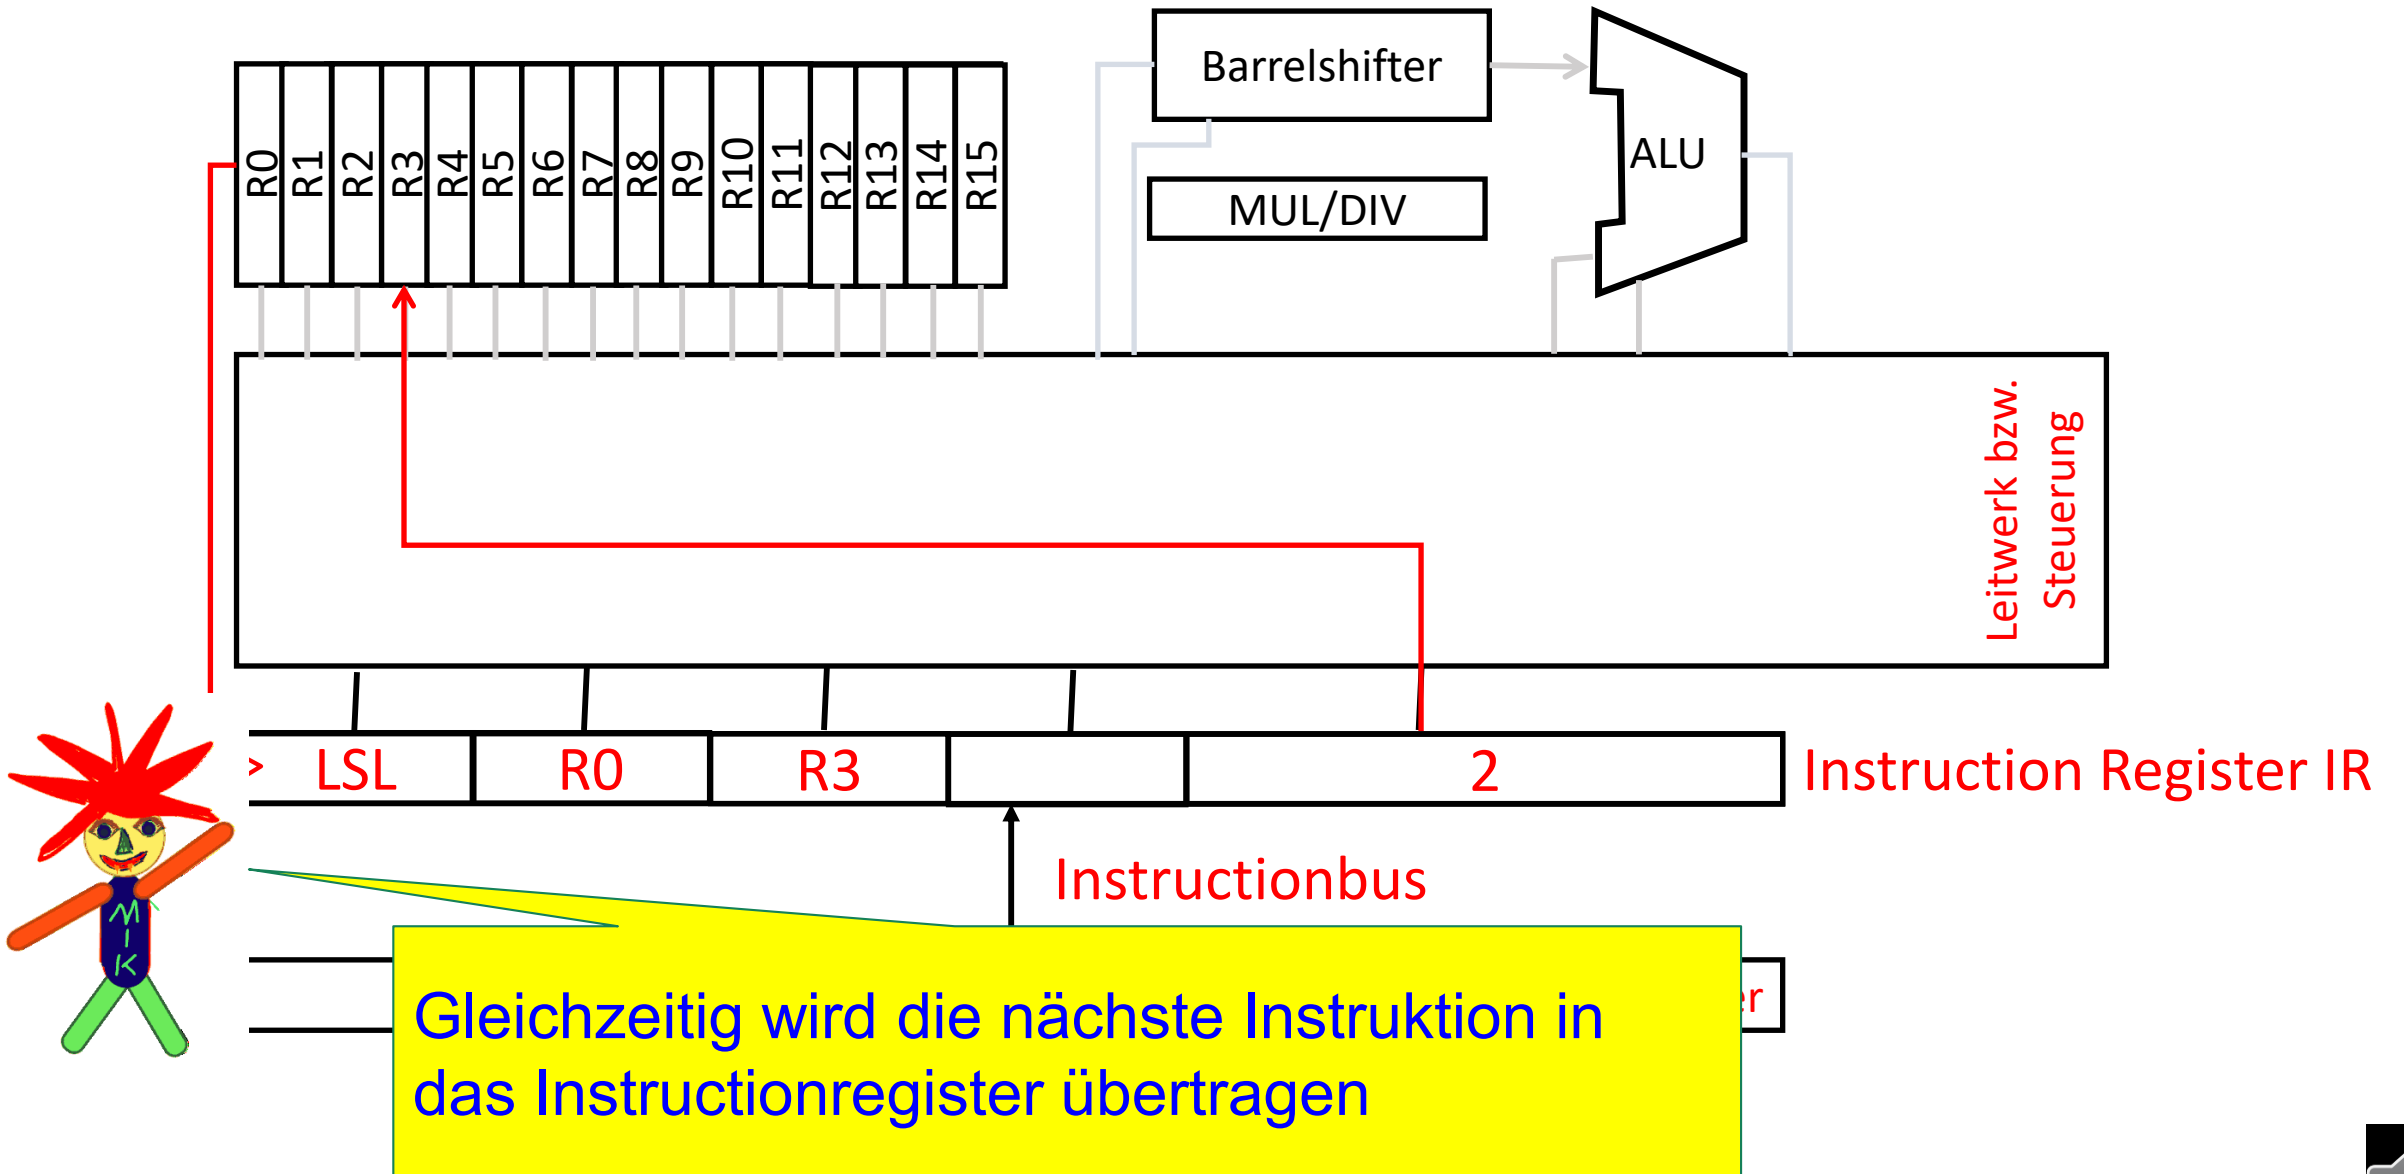 R0 R1 R2 R3 R4 R5 R6 R7 R8 R9 R10 R11 R12 R13 R14 R15
Barrelshifter
MUL/DIV
ALU
Leitwerk bzw.
Steuerung
> LSL R0 R3 2
Instruction Register IR
Instructionbus
MIK
er
Gleichzeitig wird die nächste Instruktion in
das Instructionregister übertragen